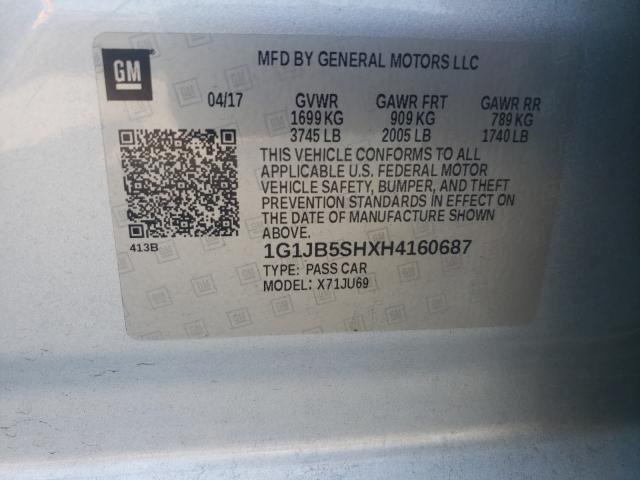 GM
MFD BY GENERAL MOTORS LLC
04/17 GVWR GAWR FRT GAWR RR
1699 KG 909 KG 789 KG
3745 LB 2005 LB 1740 LB
THIS VEHICLE CONFORMS TO ALL
APPLICABLE U.S. FEDERAL MOTOR
VEHICLE SAFETY, BUMPER, AND THEFT
PREVENTION STANDARDS IN EFFECT ON
THE DATE OF MANUFACTURE SHOWN
ABOVE.
413B
1G1JB5SHXH4160687
TYPE: PASS CAR
MODEL: X71JU69